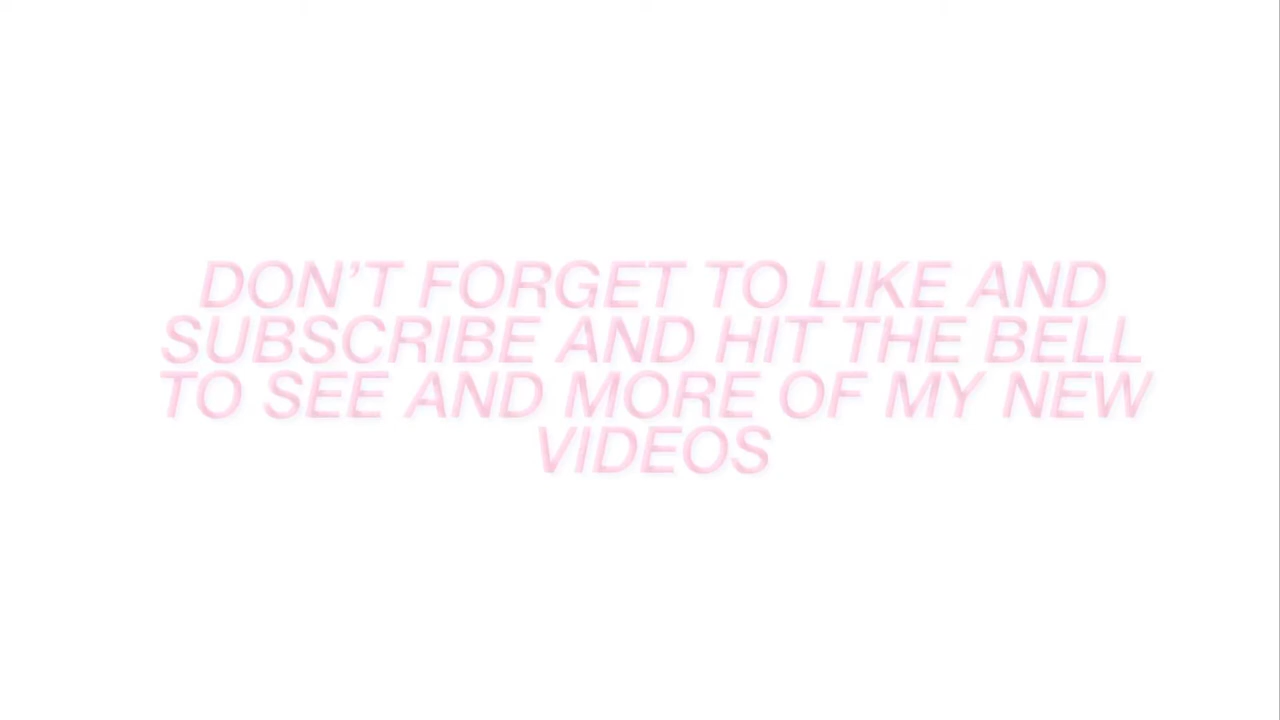 DON’T FORGET TO LIKE AND
SUBSCRIBE AND HIT THE BELL
TO SEE AND MORE OF MY NEW
VIDEOS